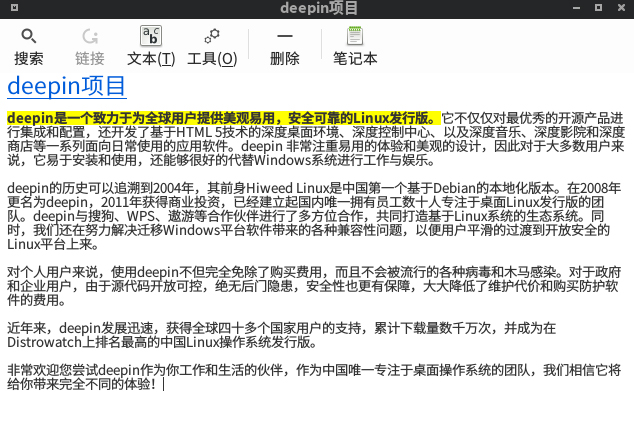 deepin项目
搜索 链接 文本(T) 工具(O) 删除 笔记本
deepin项目
deepin是一个致力于为全球用户提供美观易用，安全可靠的Linux发行版。它不仅仅对最优秀的开源产品进
行集成和配置，还开发了基于HTML 5技术的深度桌面环境、深度控制中心、以及深度音乐、深度影院和深度
商店等一系列面向日常使用的应用软件。deepin 非常注重易用的体验和美观的设计，因此对于大多数用户来
说，它易于安装和使用，还能够很好的代替Windows系统进行工作与娱乐。
deepin的历史可以追溯到2004年，其前身Hiweed Linux是中国第一个基于Debian的本地化版本。在2008年
更名为deepin，2011年获得商业投资，已经建立起国内唯一拥有员工数十人专注于桌面Linux发行版的团
队。deepin与搜狗、WPS、遨游等合作伙伴进行了多方位合作，共同打造基于Linux系统的生态系统。同
时，我们还在努力解决迁移Windows平台软件带来的各种兼容性问题，以便用户平滑的过渡到开放安全的
Linux平台上来。
对个人用户来说，使用deepin不但完全免除了购买费用，而且不会被流行的各种病毒和木马感染。对于政府
和企业用户，由于源代码开放可控，绝无后门隐患，安全性也更有保障，大大降低了维护代价和购买防护软
件的费用。
近年来，deepin发展迅速，获得全球四十多个国家用户的支持，累计下载量数千万次，并成为在
Distrowatch上排名最高的中国Linux操作系统发行版。
非常欢迎您尝试deepin作为你工作和生活的伙伴，作为中国唯一专注于桌面操作系统的团队，我们相信它将
给你带来完全不同的体验！